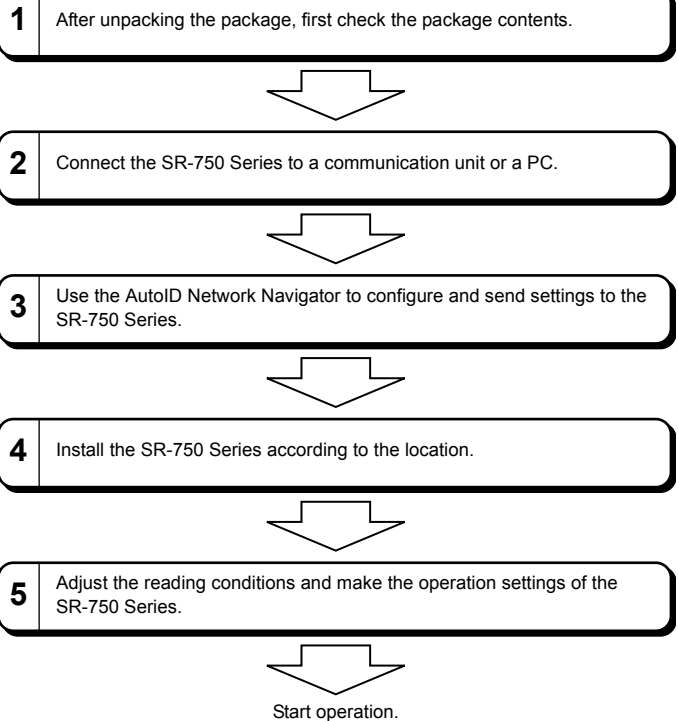 1 After unpacking the package, first check the package contents.
2 Connect the SR-750 Series to a communication unit or a PC.
3 Use the AutoID Network Navigator to configure and send settings to the
SR-750 Series.
4 Install the SR-750 Series according to the location.
5 Adjust the reading conditions and make the operation settings of the
SR-750 Series.
Start operation.